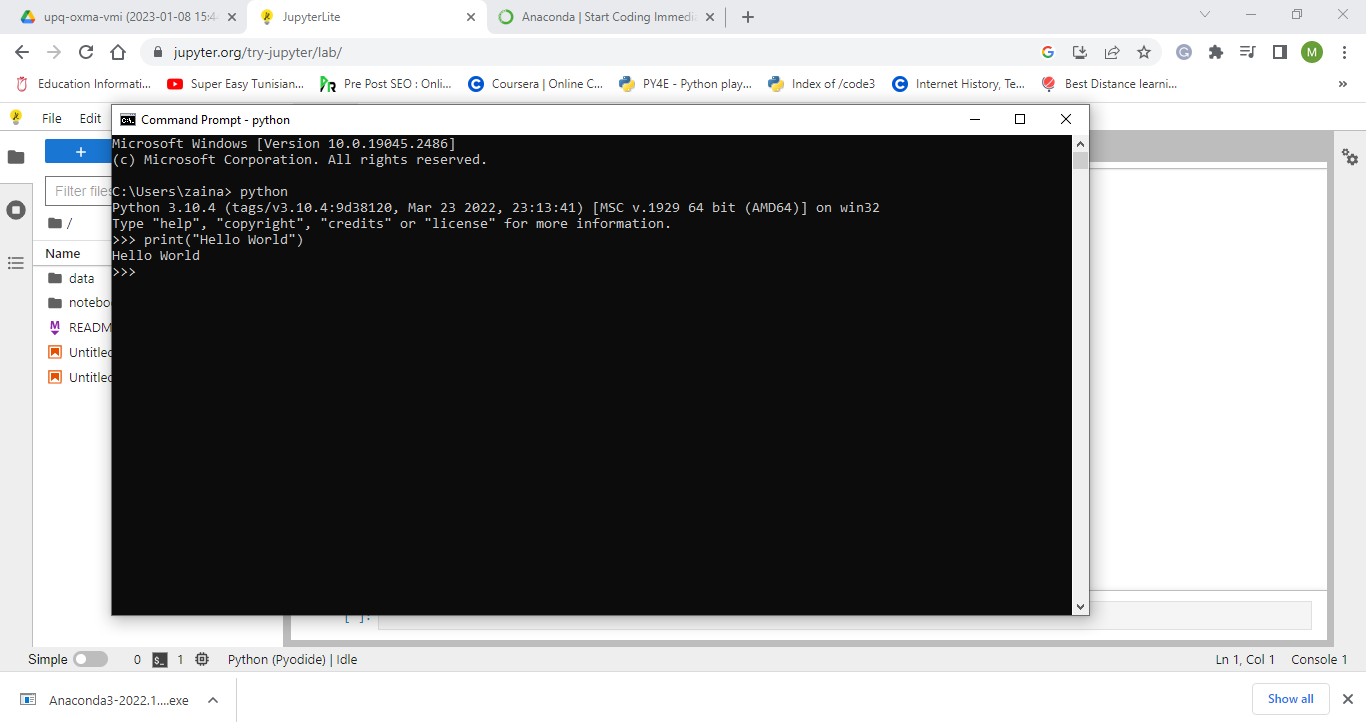 upq-oxma-vmi (2023-01-08 15:4
JupyterLite
Anaconda | Start Coding Immedi
jupyter.org/try-jupyter/lab/
M
Education Informati...
Super Easy Tunisian...
Pre Post SEO : Onli...
Coursera | Online C...
PY4E - Python play...
Index of /code3
Internet History, Te...
Best Distance learni...
»
File Edit
Command Prompt - python
Microsoft Windows [Version 10.0.19045.2486]
(c) Microsoft Corporation. All rights reserved.
C:\Users\zaina> python
Python 3.10.4 (tags/v3.10.4:9d38120, Mar 23 2022, 23:13:41) [MSC v.1929 64 bit (AMD64)] on win32
Type "help", "copyright", "credits" or "license" for more information.
>>> print("Hello World")
Hello World
>>>
+
Filter files
/
Name
data
notebo
READM
Untitled
Untitled
[ ]:
Simple 0 1 Python (Pyodide) | Idle Ln 1, Col 1 Console 1
Anaconda3-2022.1....exe
Show all